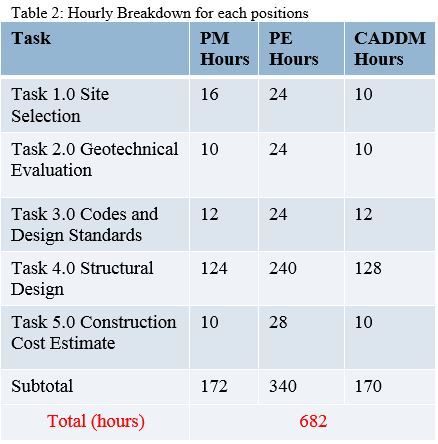 Table 2: Hourly Breakdown for each positions
Task PM Hours PE Hours CADDM Hours
Task 1.0 Site Selection 16 24 10
Task 2.0 Geotechnical Evaluation 10 24 10
Task 3.0 Codes and Design Standards 12 24 12
Task 4.0 Structural Design 124 240 128
Task 5.0 Construction Cost Estimate 10 28 10
Subtotal 172 340 170
Total (hours) 682